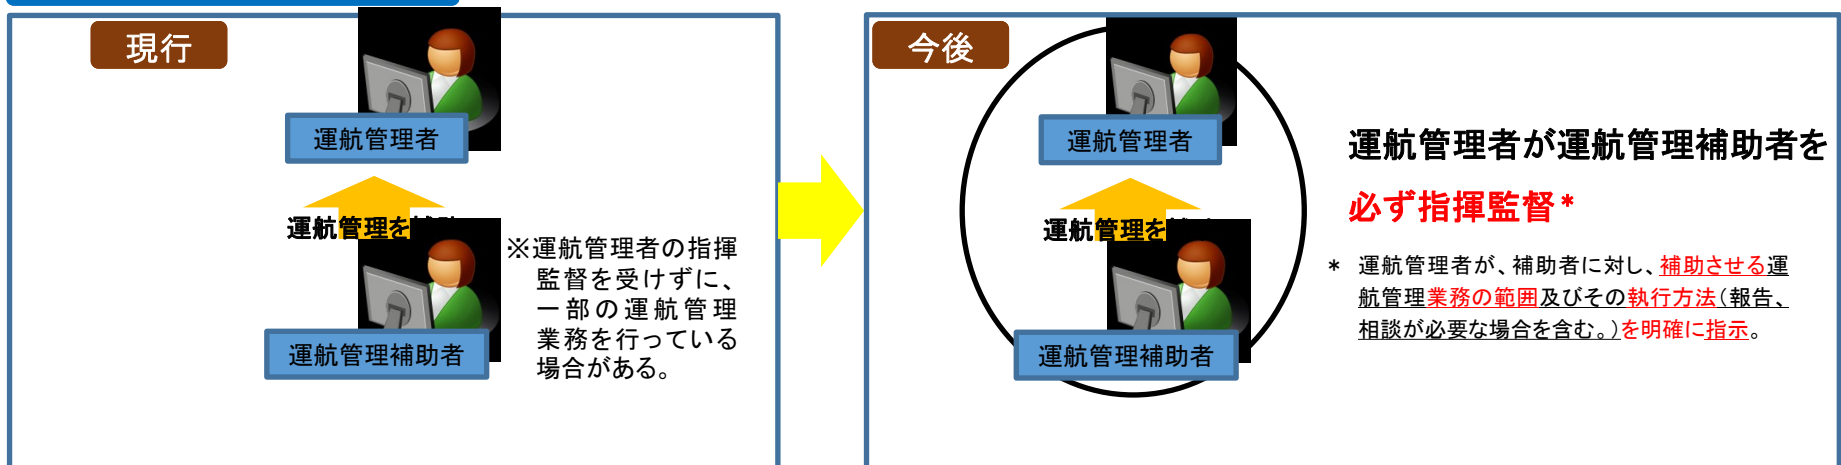 現行
運航管理者
運航管理を
運航管理補助者
※運航管理者の指揮
監督を受けずに、
一部の運航管理
業務を行っている
場合がある。
今後
運航管理者
運航管理を
運航管理補助者
運航管理者が運航管理補助者を
必ず指揮監督*
* 運航管理者が、補助者に対し、補助させる運
航管理業務の範囲及びその執行方法(報告、
相談が必要な場合を含む。)を明確に指示。